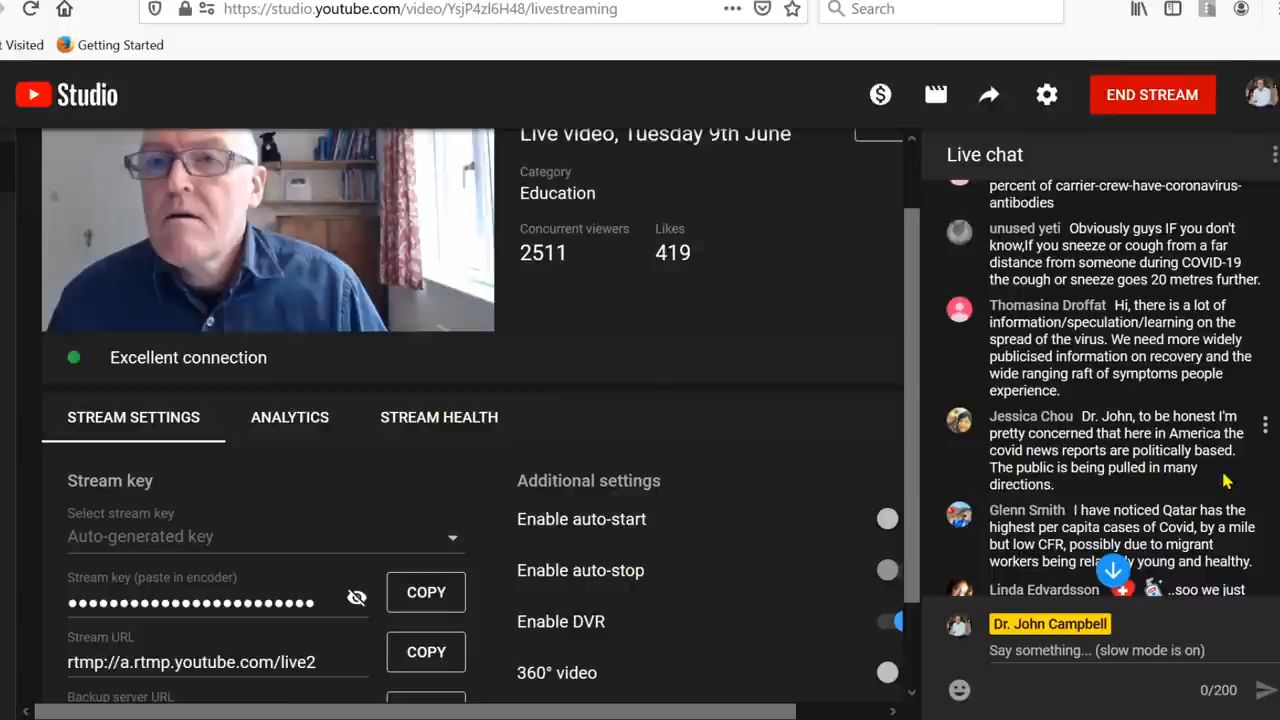 https://studio.youtube.com/video/YsjP4zl6H48/livestreaming
Search
t Visited
Getting Started
Studio
END STREAM
Live video, Tuesday 9th June
Category
Education
Concurrent viewers
Likes
2511
419
Excellent connection
STREAM SETTINGS
ANALYTICS
STREAM HEALTH
Stream key
Select stream key
Auto-generated key
Stream key (paste in encoder)
COPY
Stream URL
rtmp://a.rtmp.youtube.com/live2
COPY
Backup server URL
Additional settings
Enable auto-start
Enable auto-stop
Enable DVR
360° video
Live chat
percent of carrier-crew-have-coronavirus-
antibodies
unused yeti Obviously guys IF you don't
know,If you sneeze or cough from a far
distance from someone during COVID-19
the cough or sneeze goes 20 metres further.
Thomasina Droffat Hi, there is a lot of
information/speculation/learning on the
spread of the virus. We need more widely
publicised information on recovery and the
wide ranging raft of symptoms people
experience.
Jessica Chou Dr. John, to be honest I'm
pretty concerned that here in America the
covid news reports are politically based.
The public is being pulled in many
directions.
Glenn Smith I have noticed Qatar has the
highest per capita cases of Covid, by a mile
but low CFR, possibly due to migrant
workers being rela y young and healthy.
Linda Edvardsson ..soo we just
Dr. John Campbell
Say something... (slow mode is on)
0/200